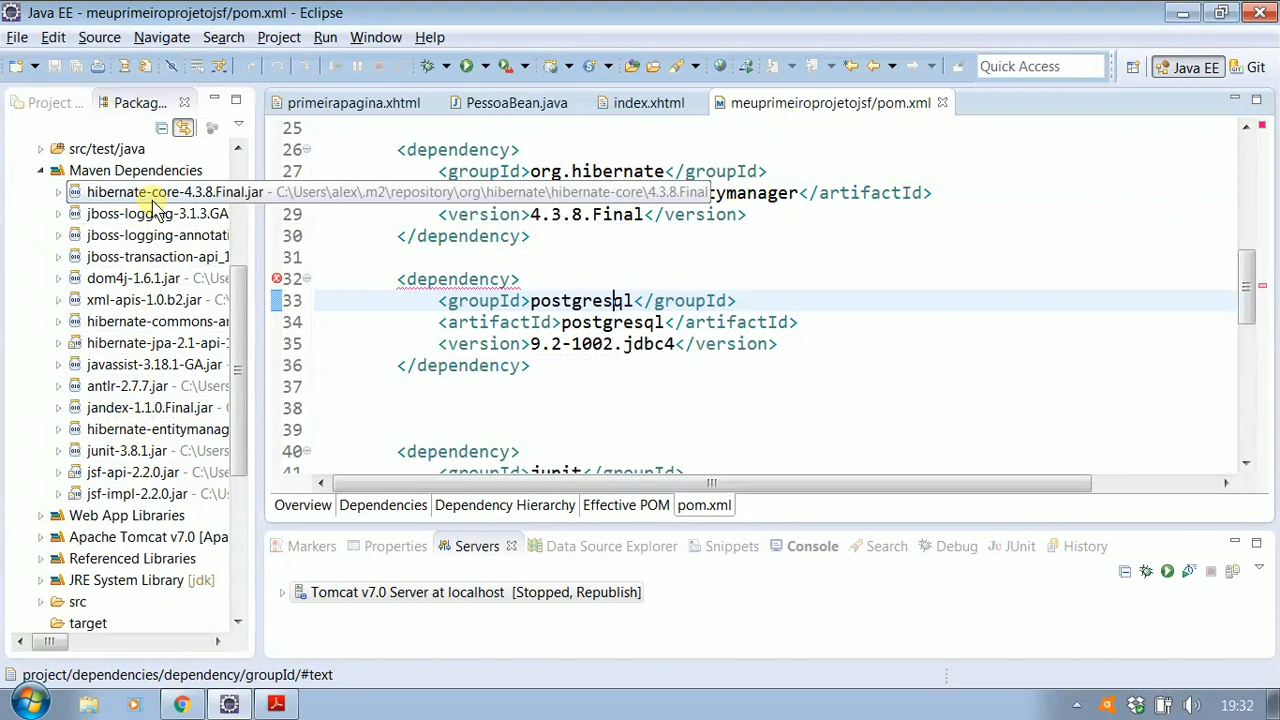 Java EE - meuprimeiroprojetojsf/pom.xml - Eclipse
File Edit Source Navigate Search Project Run Window Help
Quick Access Java EE Git
Project ... Packag...
primeirapagina.xhtml PessoaBean.java index.xhtml meuprimeiroprojetojsf/pom.xml
src/test/java
Maven Dependencies
hibernate-core-4.3.8.Final.jar - C:\Users\alex\.m2\repository\org\hibernate\hibernate-core\4.3.8.Final
jboss-logging-3.1.3.GA
jboss-logging-annotati
jboss-transaction-api_1
dom4j-1.6.1.jar - C:\Us
xml-apis-1.0.b2.jar -
hibernate-commons-ar
hibernate-jpa-2.1-api-
javassist-3.18.1-GA.jar
antlr-2.7.7.jar - C:\Users
jandex-1.1.0.Final.jar -
hibernate-entitymanag
junit-3.8.1.jar - C:\User
jsf-api-2.2.0.jar - C:\Us
jsf-impl-2.2.0.jar - C:\U
Web App Libraries
Apache Tomcat v7.0 [Apa
Referenced Libraries
JRE System Library [jdk]
src
target
25
26 <dependency>
27 <groupId>org.hibernate</groupId>
tymanager</artifactId>
29 <version>4.3.8.Final</version>
30 </dependency>
31
32 <dependency>
33 <groupId>postgresql</groupId>
34 <artifactId>postgresql</artifactId>
35 <version>9.2-1002.jdbc4</version>
36 </dependency>
37
38
39
40 <dependency>
41 <groupId>junit</groupId>
Overview Dependencies Dependency Hierarchy Effective POM pom.xml
Markers Properties Servers Data Source Explorer Snippets Console Search Debug JUnit History
Tomcat v7.0 Server at localhost [Stopped, Republish]
project/dependencies/dependency/groupId/#text
19:32